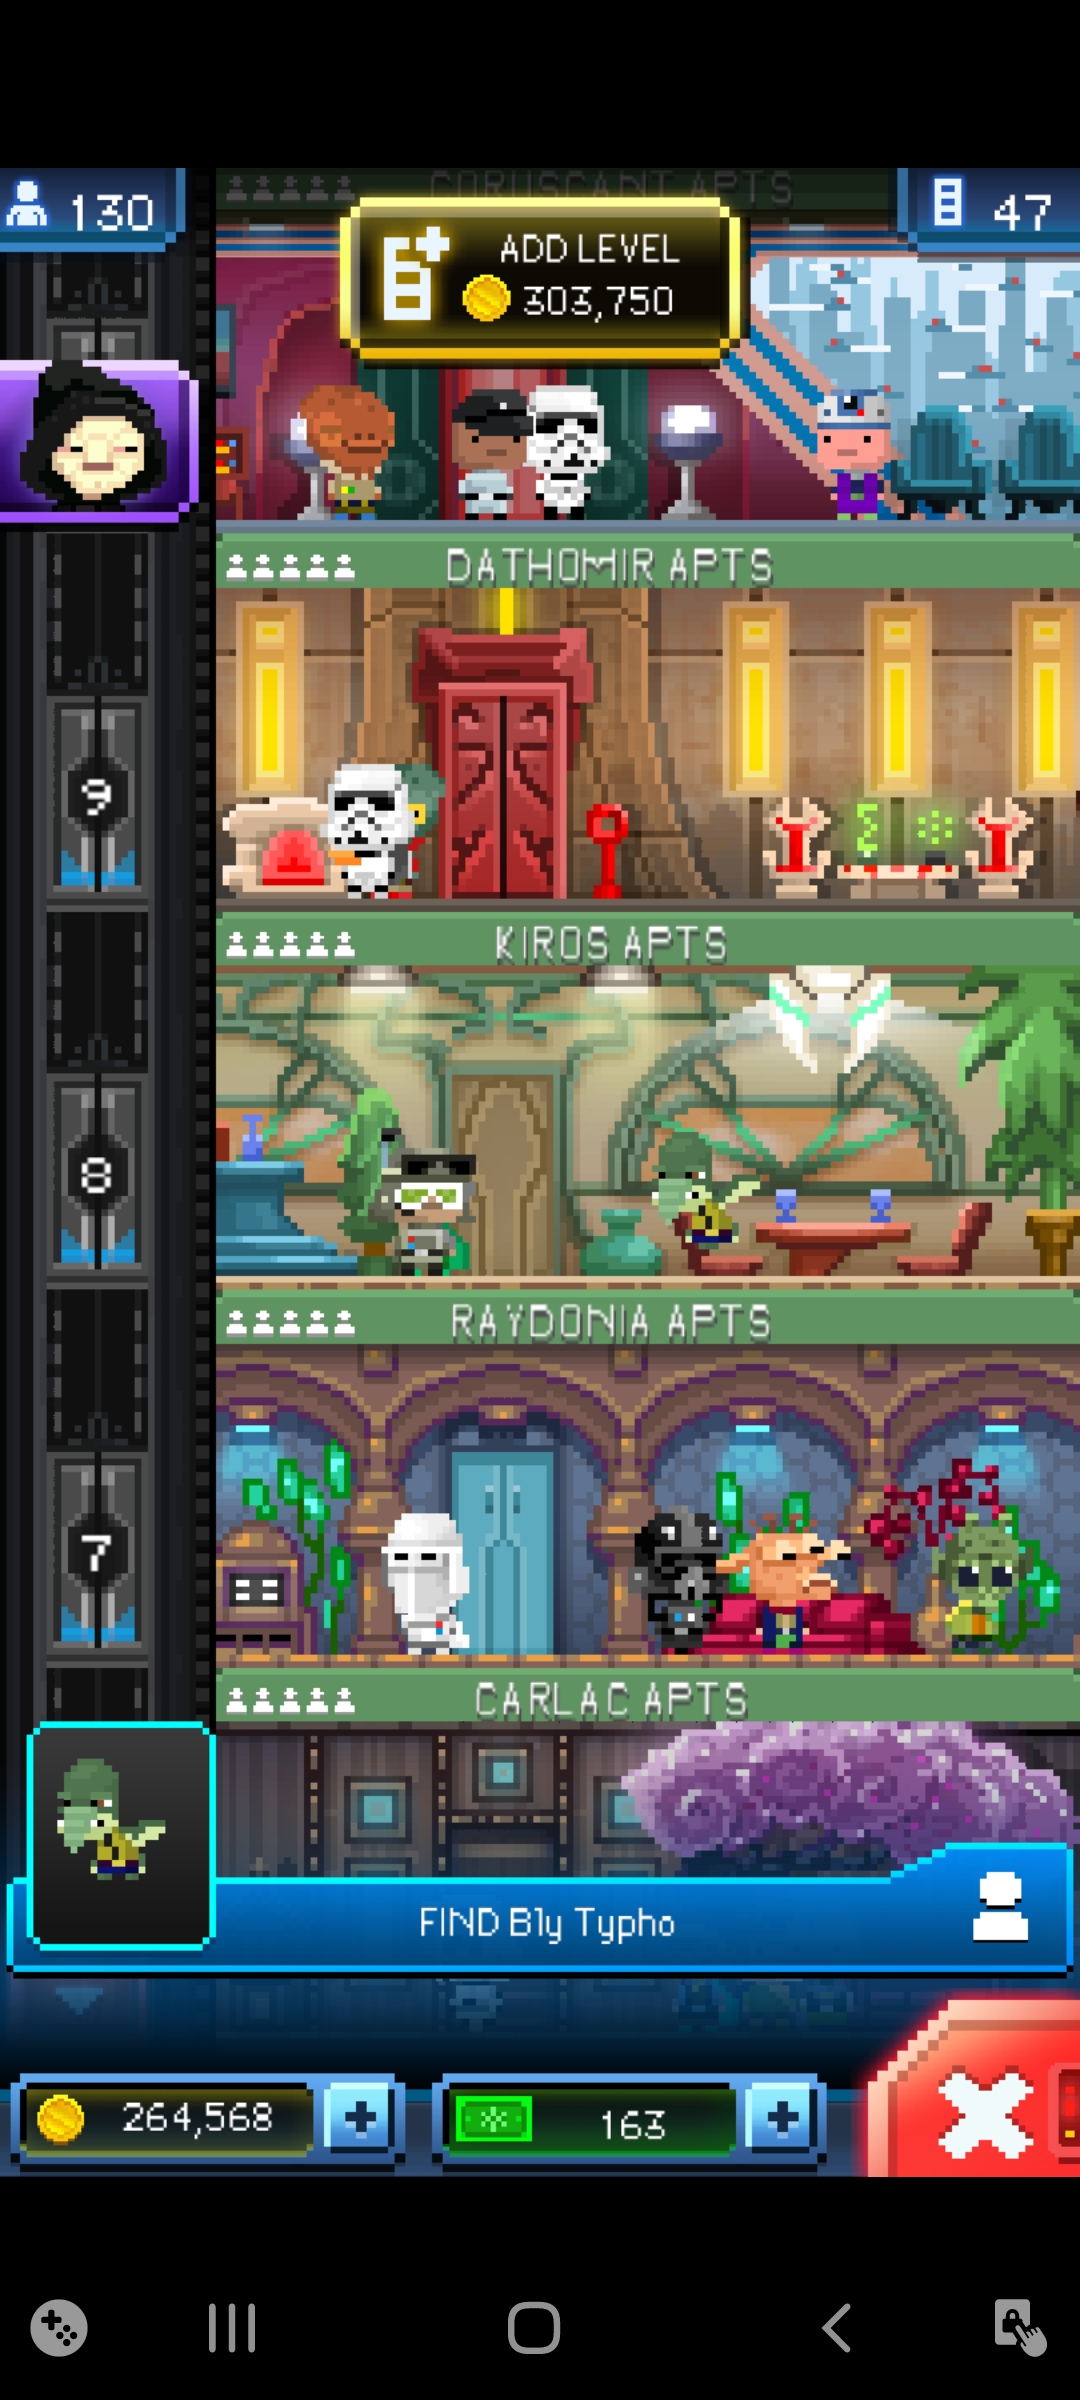 CORUSCANT APTS
130
47
ADD LEVEL
303,750
DATHOMIR APTS
9
KIROS APTS
8
RAYDONIA APTS
7
CARLAC APTS
FIND Bly Typho
264,568
163